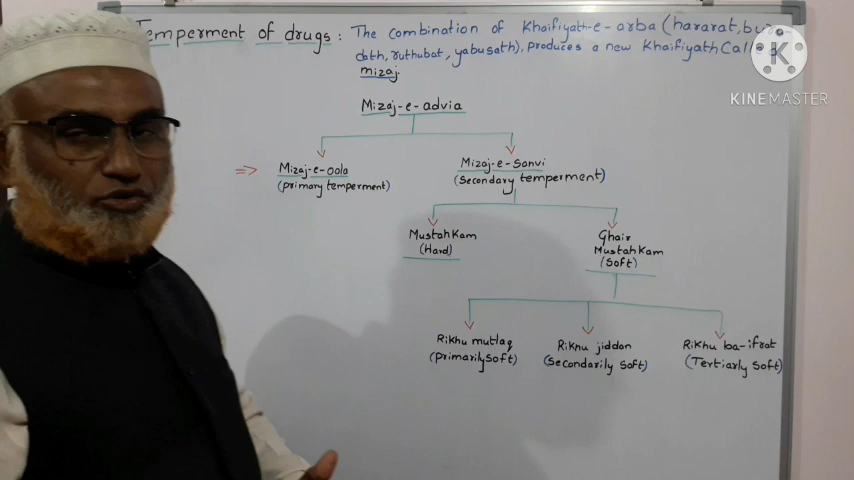 Temperment of drugs: The combination of Khaifiyath-e-arba (hararat,
dath, ruthubat, yabusath), produces a new Khaifiyath Called
mizaj.
KINEMASTER
Mizaj-e-advia
⇒ Mizaj-e-oola Mizaj-e-sanvi
(primary temperment) (secondary temperment)
Mustahkam Ghair
(Hard) Mustahkam
(Soft)
Rikhu mutlaq Rikhu jiddan Rikhu ba-ifrat
(primarily soft) (secondarily soft) (Tertiarly soft)